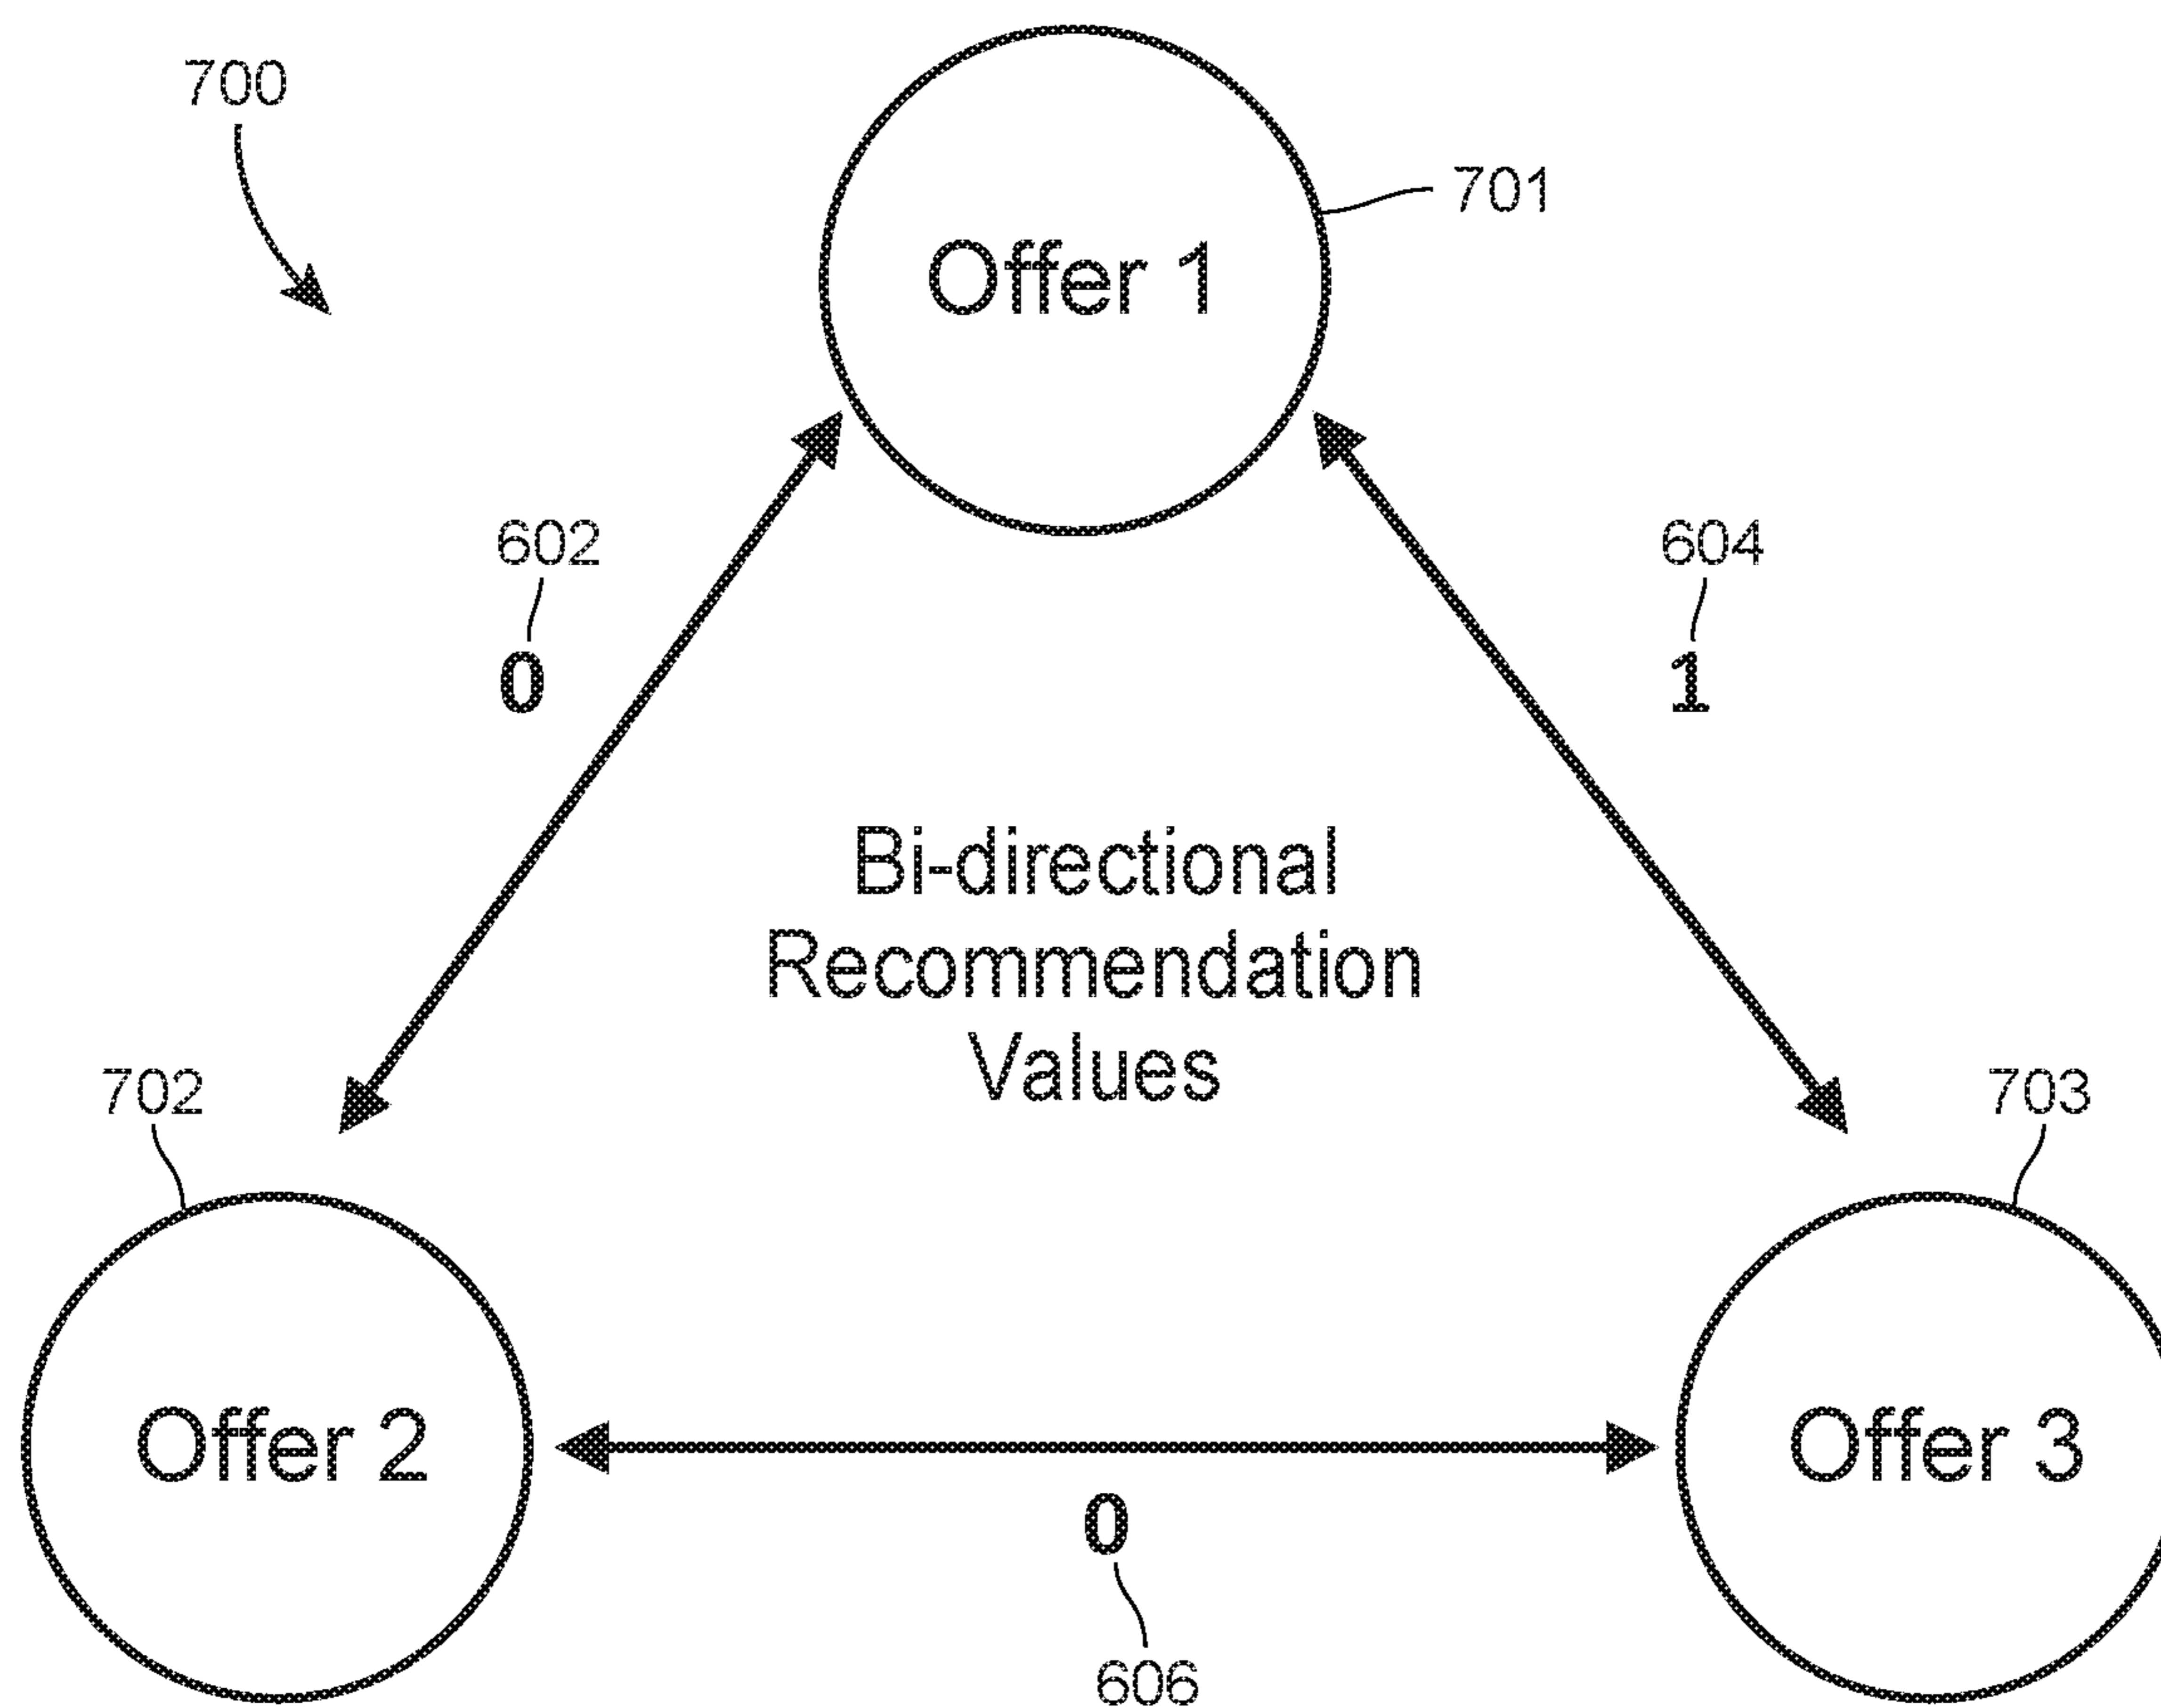 700
701
Offer 1
602
604
0
1
Bi-directional
Recommendation
Values
702
703
Offer 2
Offer 3
0
606